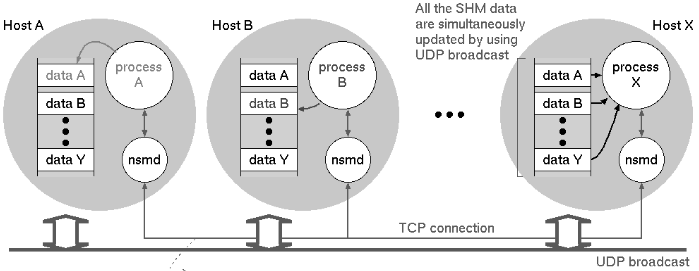 Host A
process
A
data A
data B
data Y
nsmd
Host B
process
B
data A
data B
data Y
nsmd
All the SHM data
are simultaneously
updated by using
UDP broadcast
Host X
process
X
data A
data B
data Y
nsmd
TCP connection
UDP broadcast